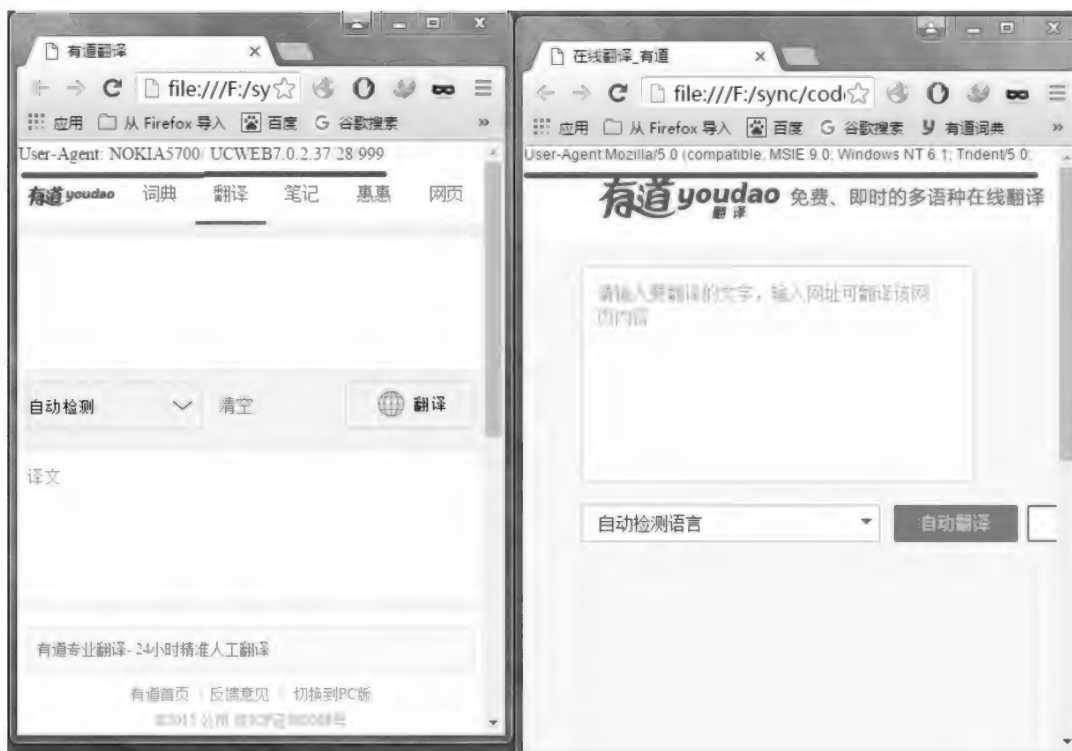 有道翻译
file:///F:/sy
应用 从 Firefox 导入 百度 G 谷歌搜索 »
User-Agent: NOKIA5700/ UCWEB7.0.2.37/28/999
有道 youdao 词典 翻译 笔记 惠惠 网页
自动检测 清空 翻译
译文
有道专业翻译- 24小时精准人工翻译
有道首页 反馈意见 切换到PC版
在线翻译_有道
file:///F:/sync/cod
应用 从 Firefox 导入 百度 G 谷歌搜索 y 有道词典 »
User-Agent:Mozilla/5.0 (compatible, MSIE 9.0; Windows NT 6.1; Trident/5.0,
有道 youdao 免费、即时的多语种在线翻译
翻译
请输入要翻译的文字，输入网址可翻译该网
页内容
自动检测语言 自动翻译